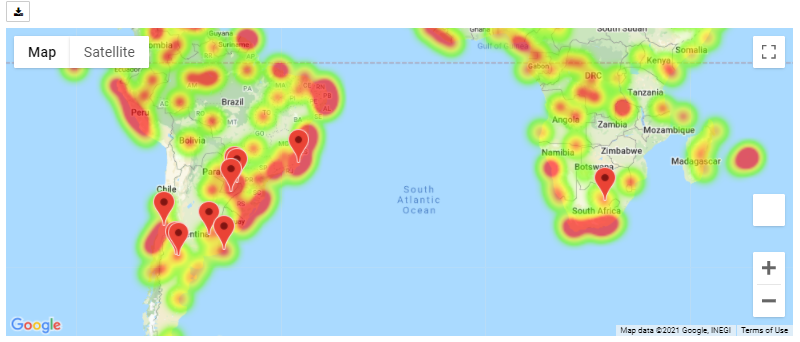 Map Satellite
Guyana
Suriname
South Sudan
Gulf of Guinea
Somalia
Ecuador
Gabon
Kenya
DRC
Tanzania
Peru
Brazil
Angola
Zambia
Mozambique
Bolivia
Namibia
Zimbabwe
Madagascar
Botswana
Chile
South
Atlantic
Ocean
South Africa
Google
Map data ©2021 Google, INEGI
Terms of Use